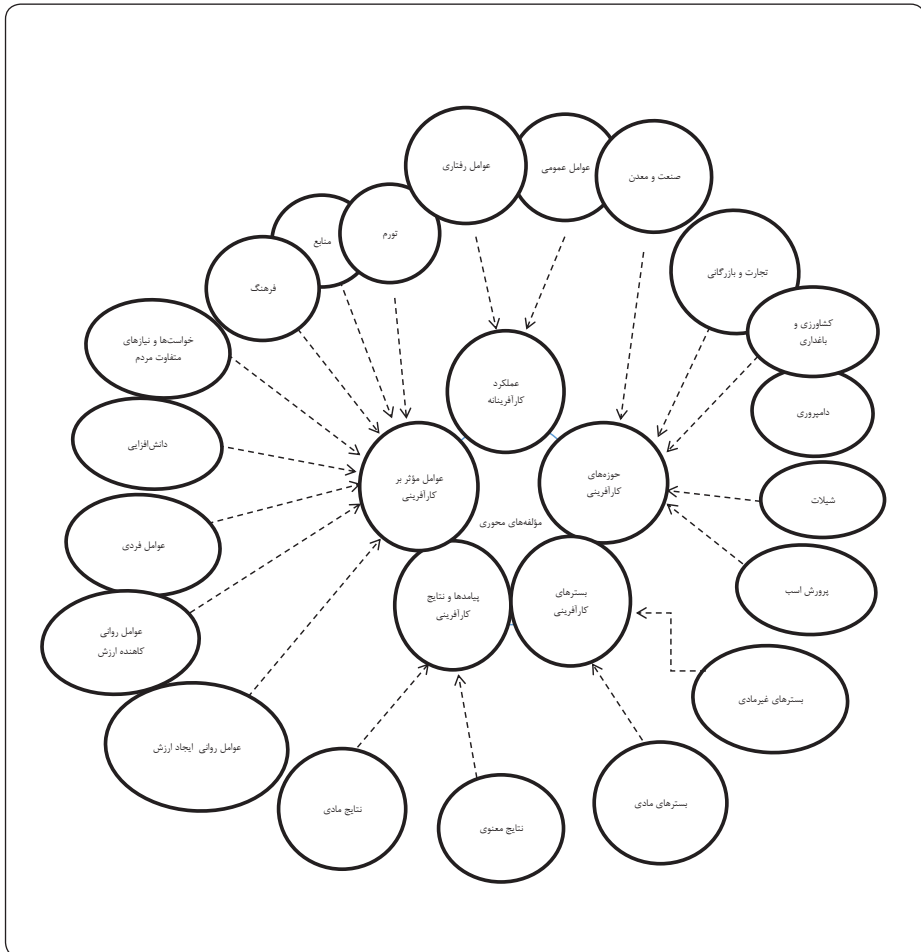 عوامل رفتاری
عوامل عمومی
صنعت و معدن
تجارت و بازرگانی
کشاورزی و
باغداری
دامپروری
شیلات
پرورش اسب
بسترهای غیرمادی
بسترهای مادی
نتایج معنوی
نتایج مادی
عوامل روانی ایجاد ارزش
عوامل روانی
کاهنده ارزش
عوامل فردی
دانش‌افزایی
خواست‌ها و نیازهای
متفاوت مردم
فرهنگ
منابع
تورم
عملکرد
کارآفرینانه
حوزه‌های
کارآفرینی
بسترهای
کارآفرینی
پیامدها و نتایج
کارآفرینی
عوامل مؤثر بر
کارآفرینی
مؤلفه‌های محوری